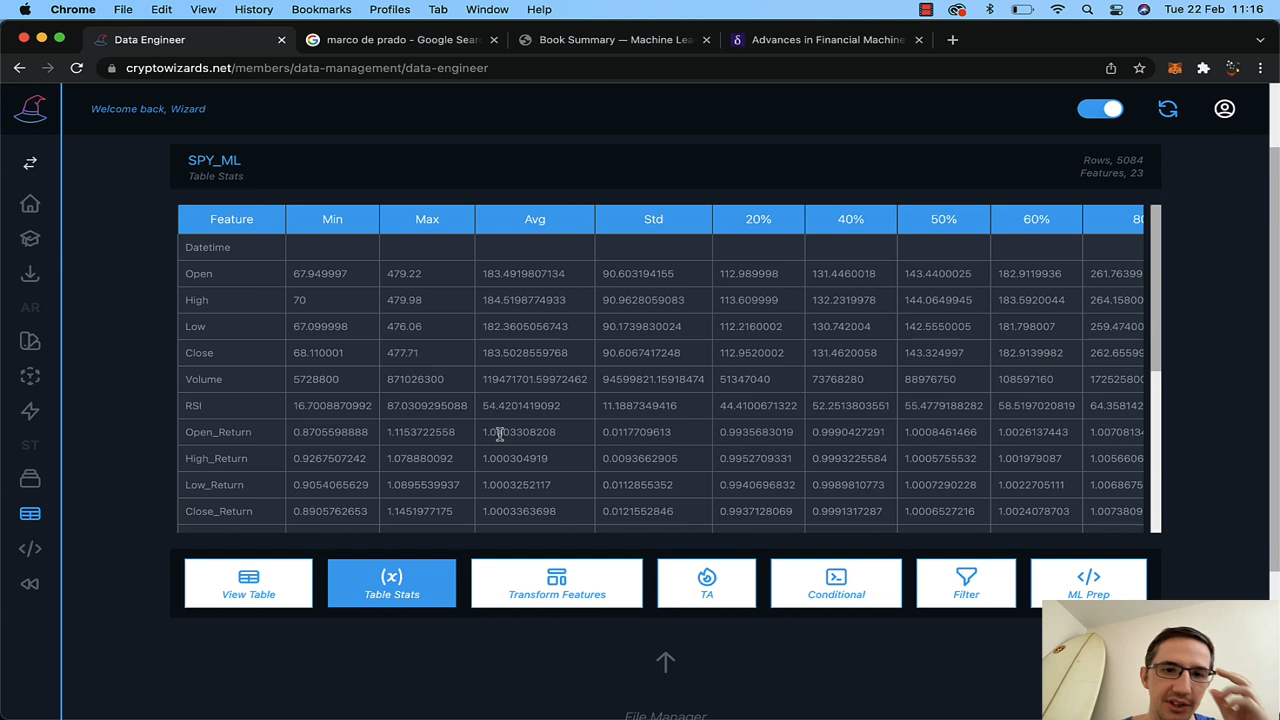 Chrome File Edit View History Bookmarks Profiles Tab Window Help Tue 22 Feb 11:16
Data Engineer marco de prado - Google Sear Book Summary — Machine Lea Advances in Financial Machine
cryptowizards.net/members/data-management/data-engineer
Welcome back, Wizard
SPY_ML Rows, 5084
Table Stats Features, 23
Feature Min Max Avg Std 20% 40% 50% 60% 80
Datetime
Open 67.949997 479.22 183.4919807134 90.603194155 112.989998 131.4460018 143.4400025 182.9119936 261.76399
High 70 479.98 184.5198774933 90.9628059083 113.609999 132.2319978 144.0649945 183.5920044 264.15800
Low 67.099998 476.06 182.3605056743 90.1739830024 112.2160002 130.742004 142.5550005 181.798007 259.47400
Close 68.110001 477.71 183.5028559768 90.6067417248 112.9520002 131.4620058 143.324997 182.9139982 262.65599
Volume 5728800 871026300 119471701.59972462 94599821.15918474 51347040 73768280 88976750 108597160 172525800
RSI 16.7008870992 87.0309295088 54.4201419092 11.1887349416 44.4100671322 52.2513803551 55.4779188282 58.5197020819 64.358142
Open_Return 0.8705598888 1.1153722558 1.0003308208 0.0117709613 0.9935683019 0.9990427291 1.0008461466 1.0026137443 1.0070813
High_Return 0.9267507242 1.078880092 1.000304919 0.0093662905 0.9952709331 0.9993225584 1.0005755532 1.001979087 1.0056606
Low_Return 0.9054065629 1.0895539937 1.0003252117 0.0112855352 0.9940696832 0.9989810773 1.0007290228 1.0022705111 1.0068675
Close_Return 0.8905762653 1.1451977175 1.0003363698 0.0121552846 0.9937128069 0.9991317287 1.0006527216 1.0024078703 1.0073809
View Table Table Stats Transform Features TA Conditional Filter ML Prep
File Manager
AR
ST